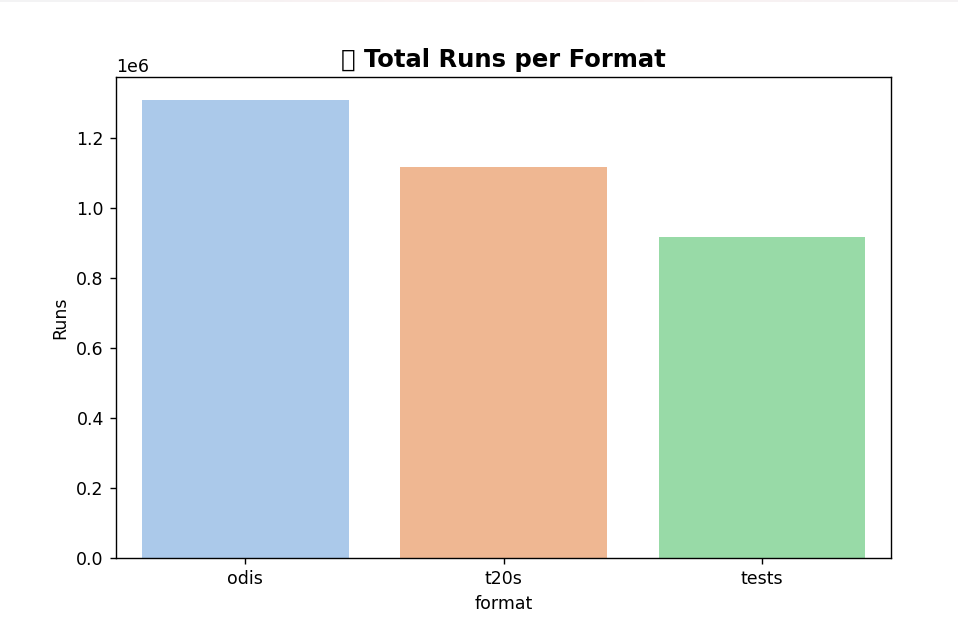 Total Runs per Format
1e6
1.2
1.0
0.8
0.6
0.4
0.2
0.0
Runs
odis t20s tests
format